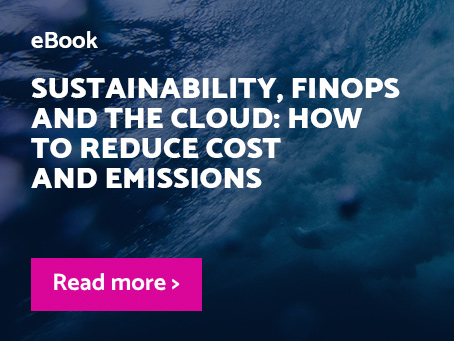 eBook
SUSTAINABILITY, FINOPS
AND THE CLOUD: HOW
TO REDUCE COST
AND EMISSIONS
Read more >